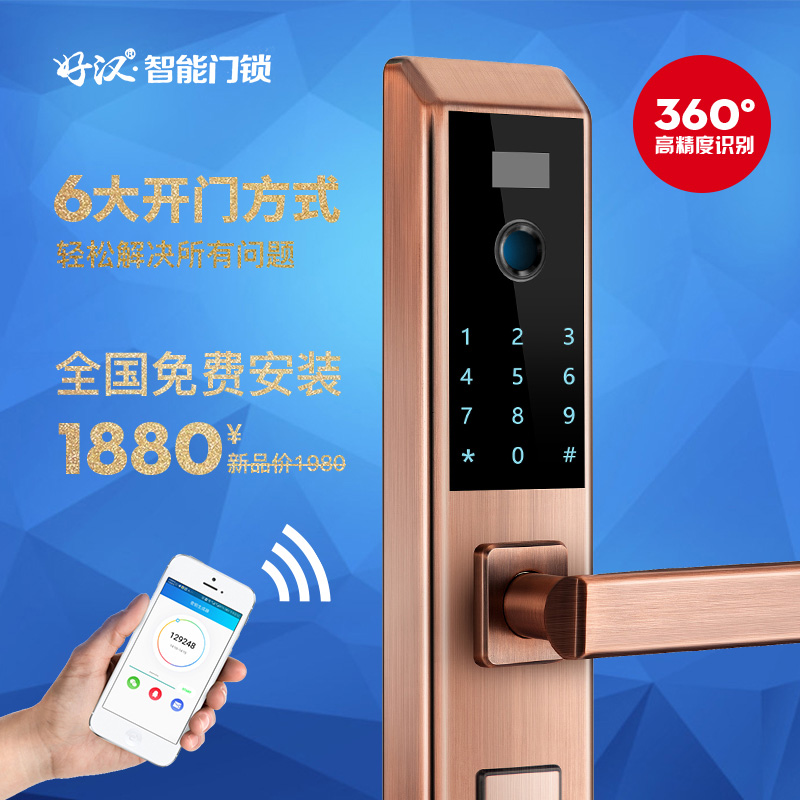 好汉®·智能门锁
360°
高精度识别
6大开门方式
轻松解决所有问题
全国免费安装
1880¥
新品价1980
1 2 3
4 5 6
7 8 9
* 0 #
129248